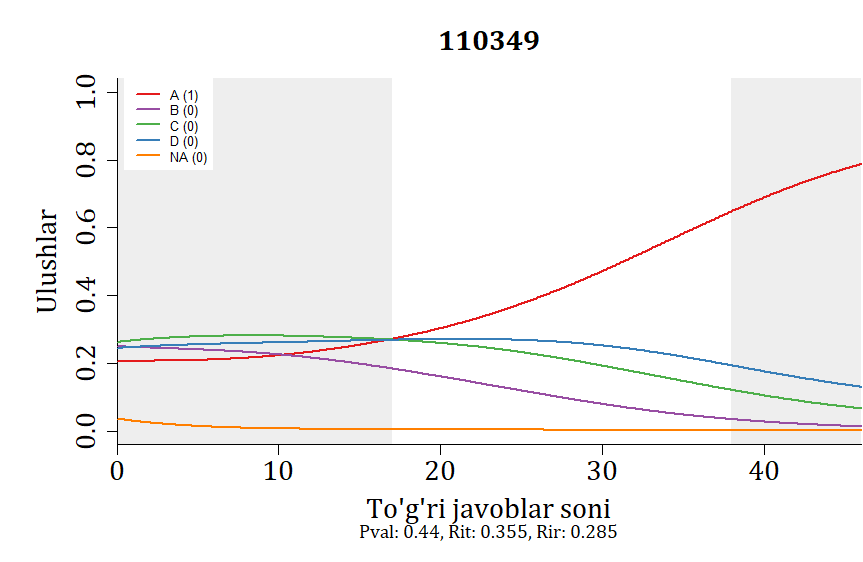 110349
1.0
0.8
0.6
0.4
0.2
0.0
Ulushlar
A (1)
B (0)
C (0)
D (0)
NA (0)
0 10 20 30 40
To'g'ri javoblar soni
Pval: 0.44, Rit: 0.355, Rir: 0.285